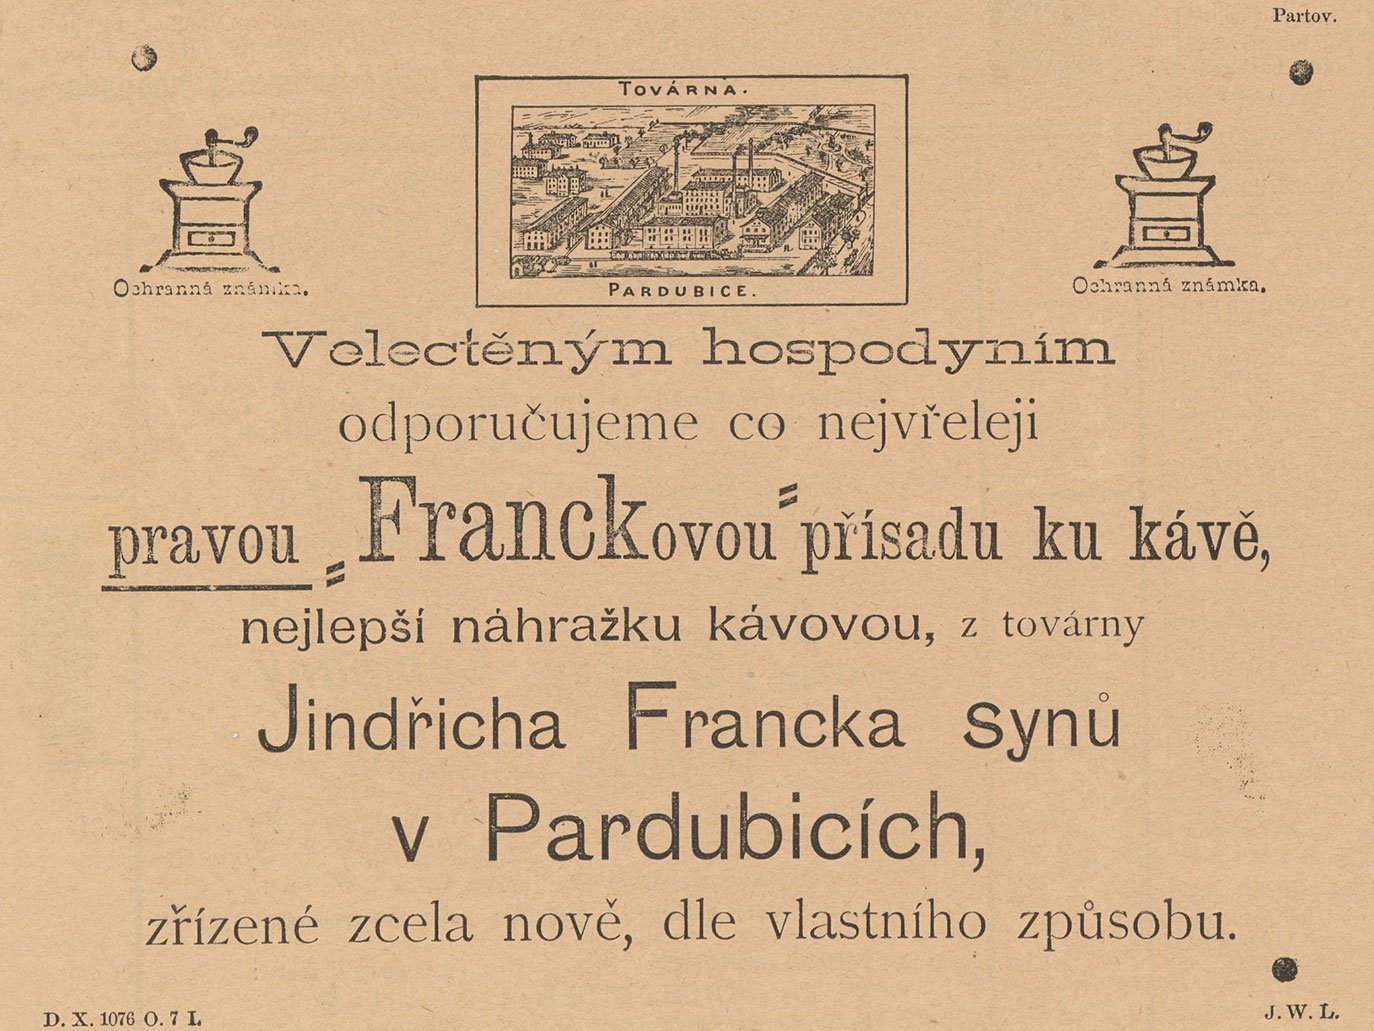 Partov.
TOVÁRNA.
PARDUBICE.
Ochranná známka.
Ochranná známka.
Velectěným hospodyním
odporučujeme co nejvřeleji
pravou „Franckovou“ přísadu ku kávě,
nejlepší náhražku kávovou, z továrny
Jindřicha Francka synů
v Pardubicích,
zřízené zcela nově, dle vlastního způsobu.
D. X. 1076 O. 7 I.
J. W. L.